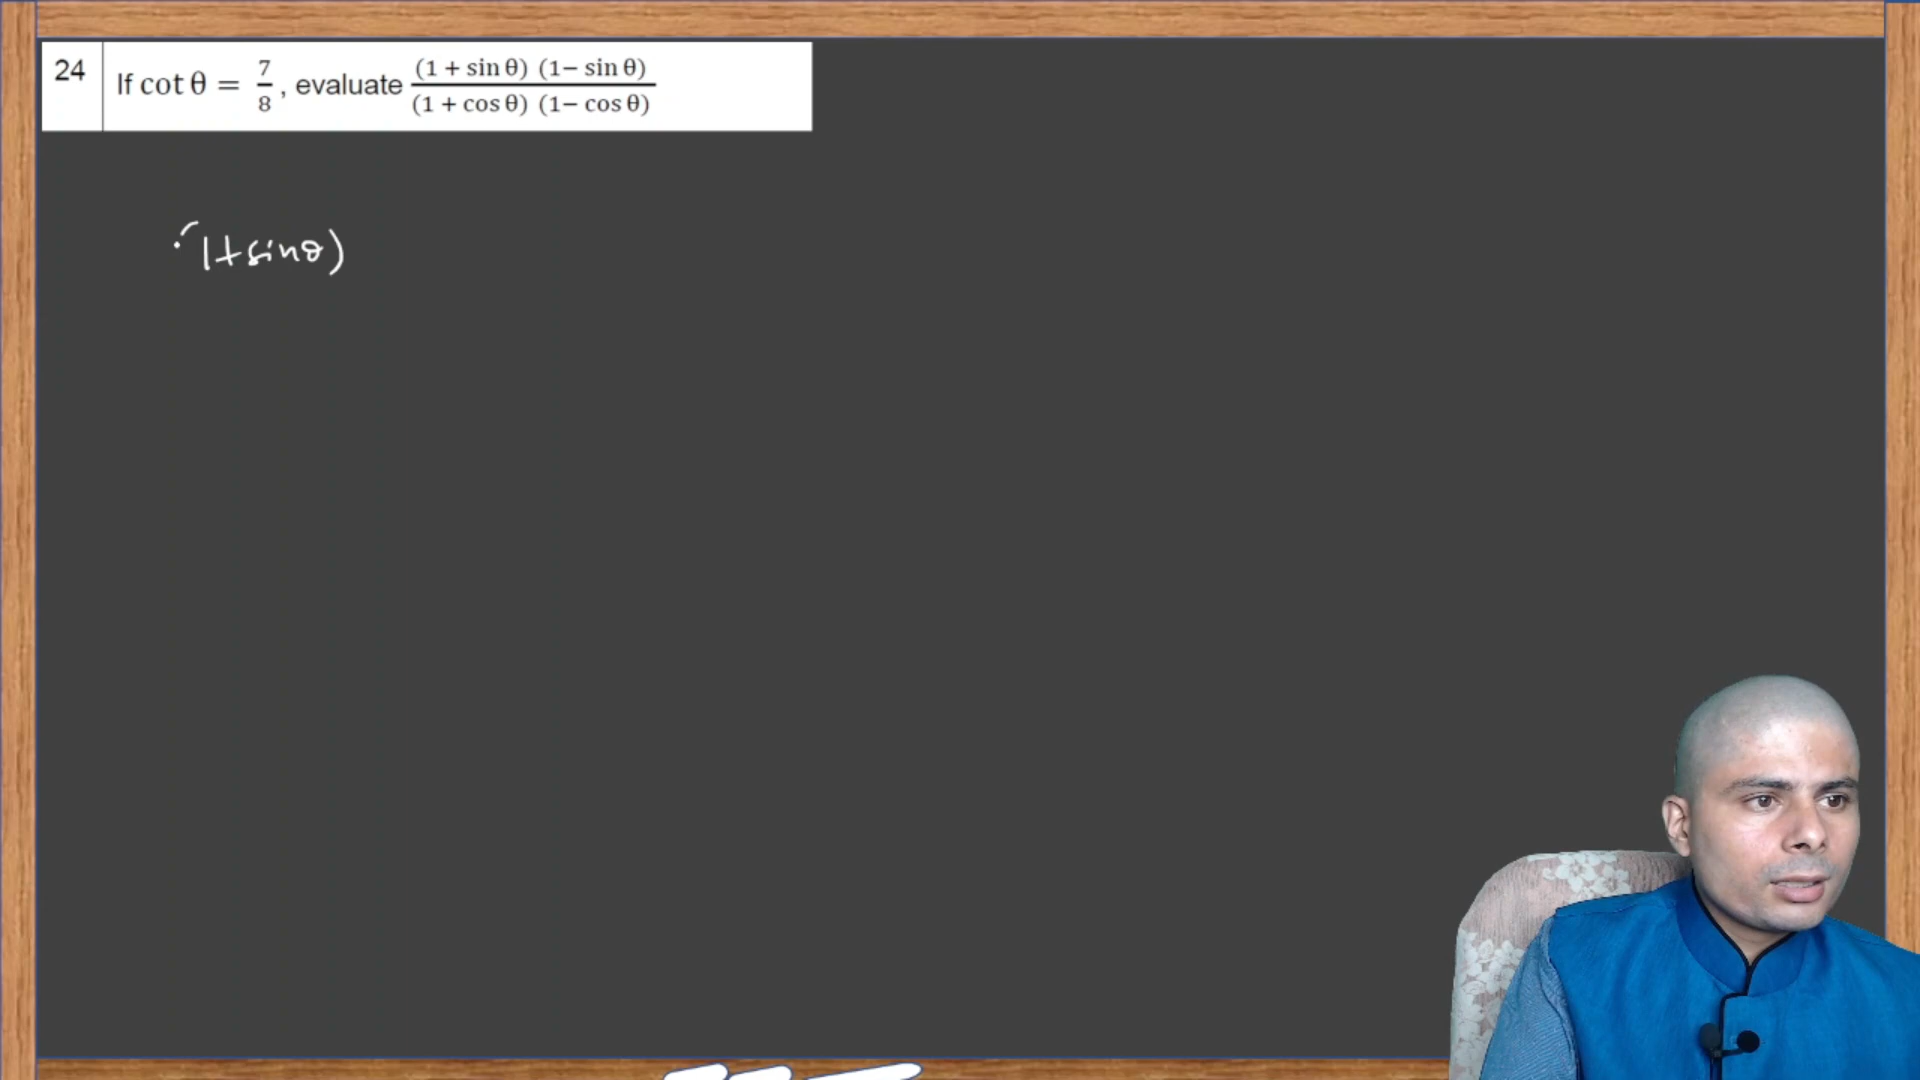 24 If cot θ = 7/8 , evaluate (1 + sin θ) (1− sin θ)/(1 + cos θ) (1− cos θ)
(1+sinθ)